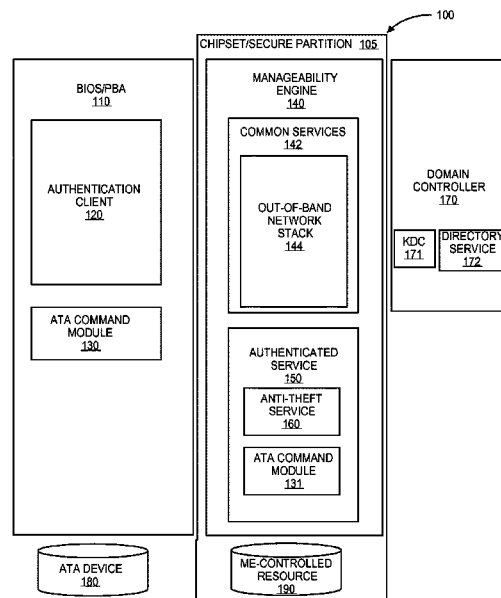 100
CHIPSET/SECURE PARTITION 105
BIOS/PBA
110
AUTHENTICATION
CLIENT
120
ATA COMMAND
MODULE
130
ATA DEVICE
180
MANAGEABILITY
ENGINE
140
COMMON SERVICES
142
OUT-OF-BAND
NETWORK
STACK
144
AUTHENTICATED
SERVICE
150
ANTI-THEFT
SERVICE
160
ATA COMMAND
MODULE
131
ME-CONTROLLED
RESOURCE
190
DOMAIN
CONTROLLER
170
KDC
171
DIRECTORY
SERVICE
172